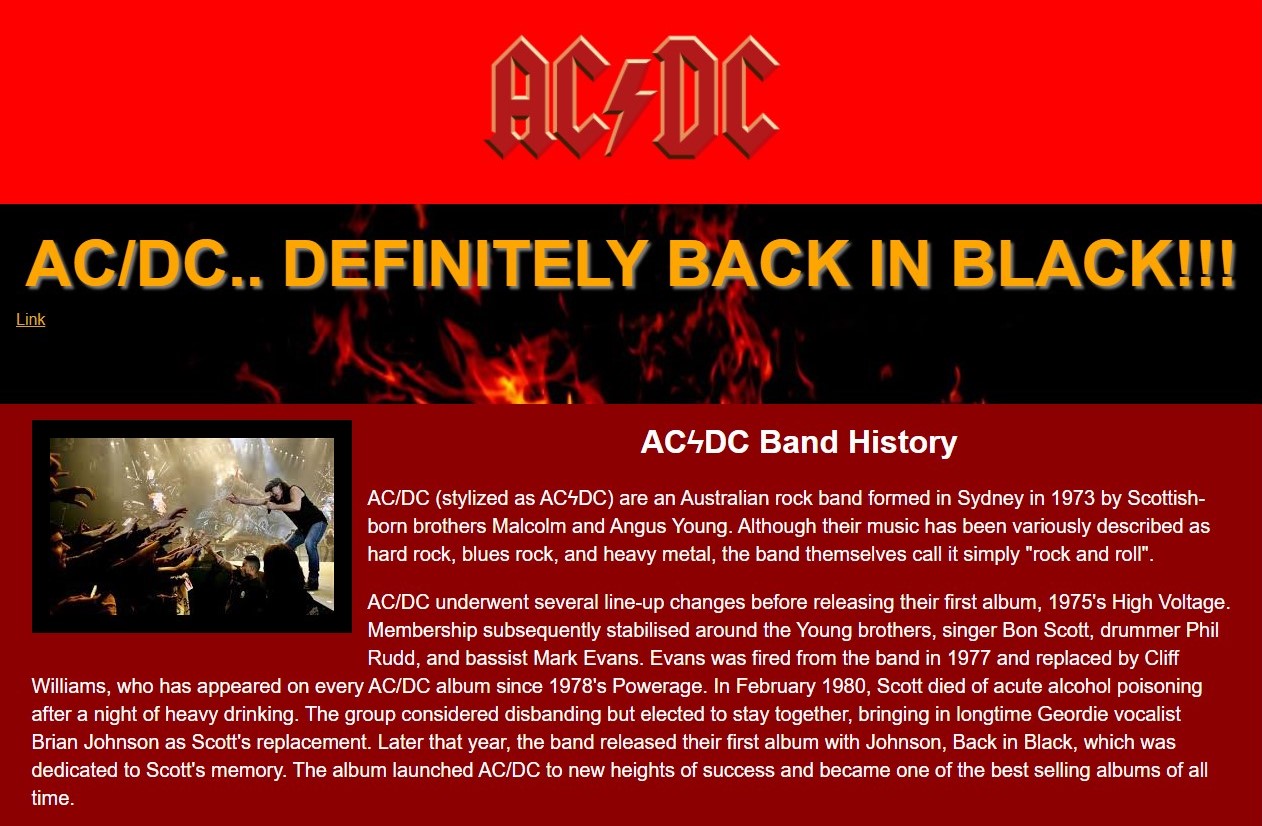 AC⚡DC
AC/DC.. DEFINITELY BACK IN BLACK!!!
Link
ACϟDC Band History
AC/DC (stylized as ACϟDC) are an Australian rock band formed in Sydney in 1973 by Scottish-
born brothers Malcolm and Angus Young. Although their music has been variously described as
hard rock, blues rock, and heavy metal, the band themselves call it simply "rock and roll".
AC/DC underwent several line-up changes before releasing their first album, 1975's High Voltage.
Membership subsequently stabilised around the Young brothers, singer Bon Scott, drummer Phil
Rudd, and bassist Mark Evans. Evans was fired from the band in 1977 and replaced by Cliff
Williams, who has appeared on every AC/DC album since 1978's Powerage. In February 1980, Scott died of acute alcohol poisoning
after a night of heavy drinking. The group considered disbanding but elected to stay together, bringing in longtime Geordie vocalist
Brian Johnson as Scott's replacement. Later that year, the band released their first album with Johnson, Back in Black, which was
dedicated to Scott's memory. The album launched AC/DC to new heights of success and became one of the best selling albums of all
time.